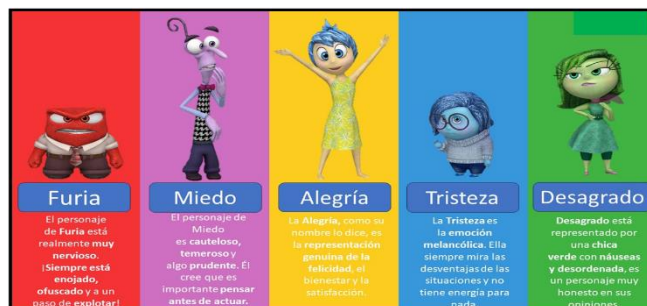 Furia
El personaje
de Furia está
realmente muy
nervioso.
¡Siempre está
enojado,
ofuscado y a un
paso de explotar!
Miedo
El personaje de
Miedo
es cauteloso,
temeroso y
algo prudente. Él
cree que es
importante pensar
antes de actuar.
Alegría
La Alegría, como su
nombre lo dice, es
la representación
genuina de la
felicidad, el
bienestar y la
satisfacción.
Tristeza
La Tristeza es
la emoción
melancólica. Ella
siempre mira las
desventajas de las
situaciones y no
tiene energía para
nada.
Desagrado
Desagrado está
representado por
una chica
verde con náuseas
y desordenada, es
un personaje muy
honesto en sus
opiniones